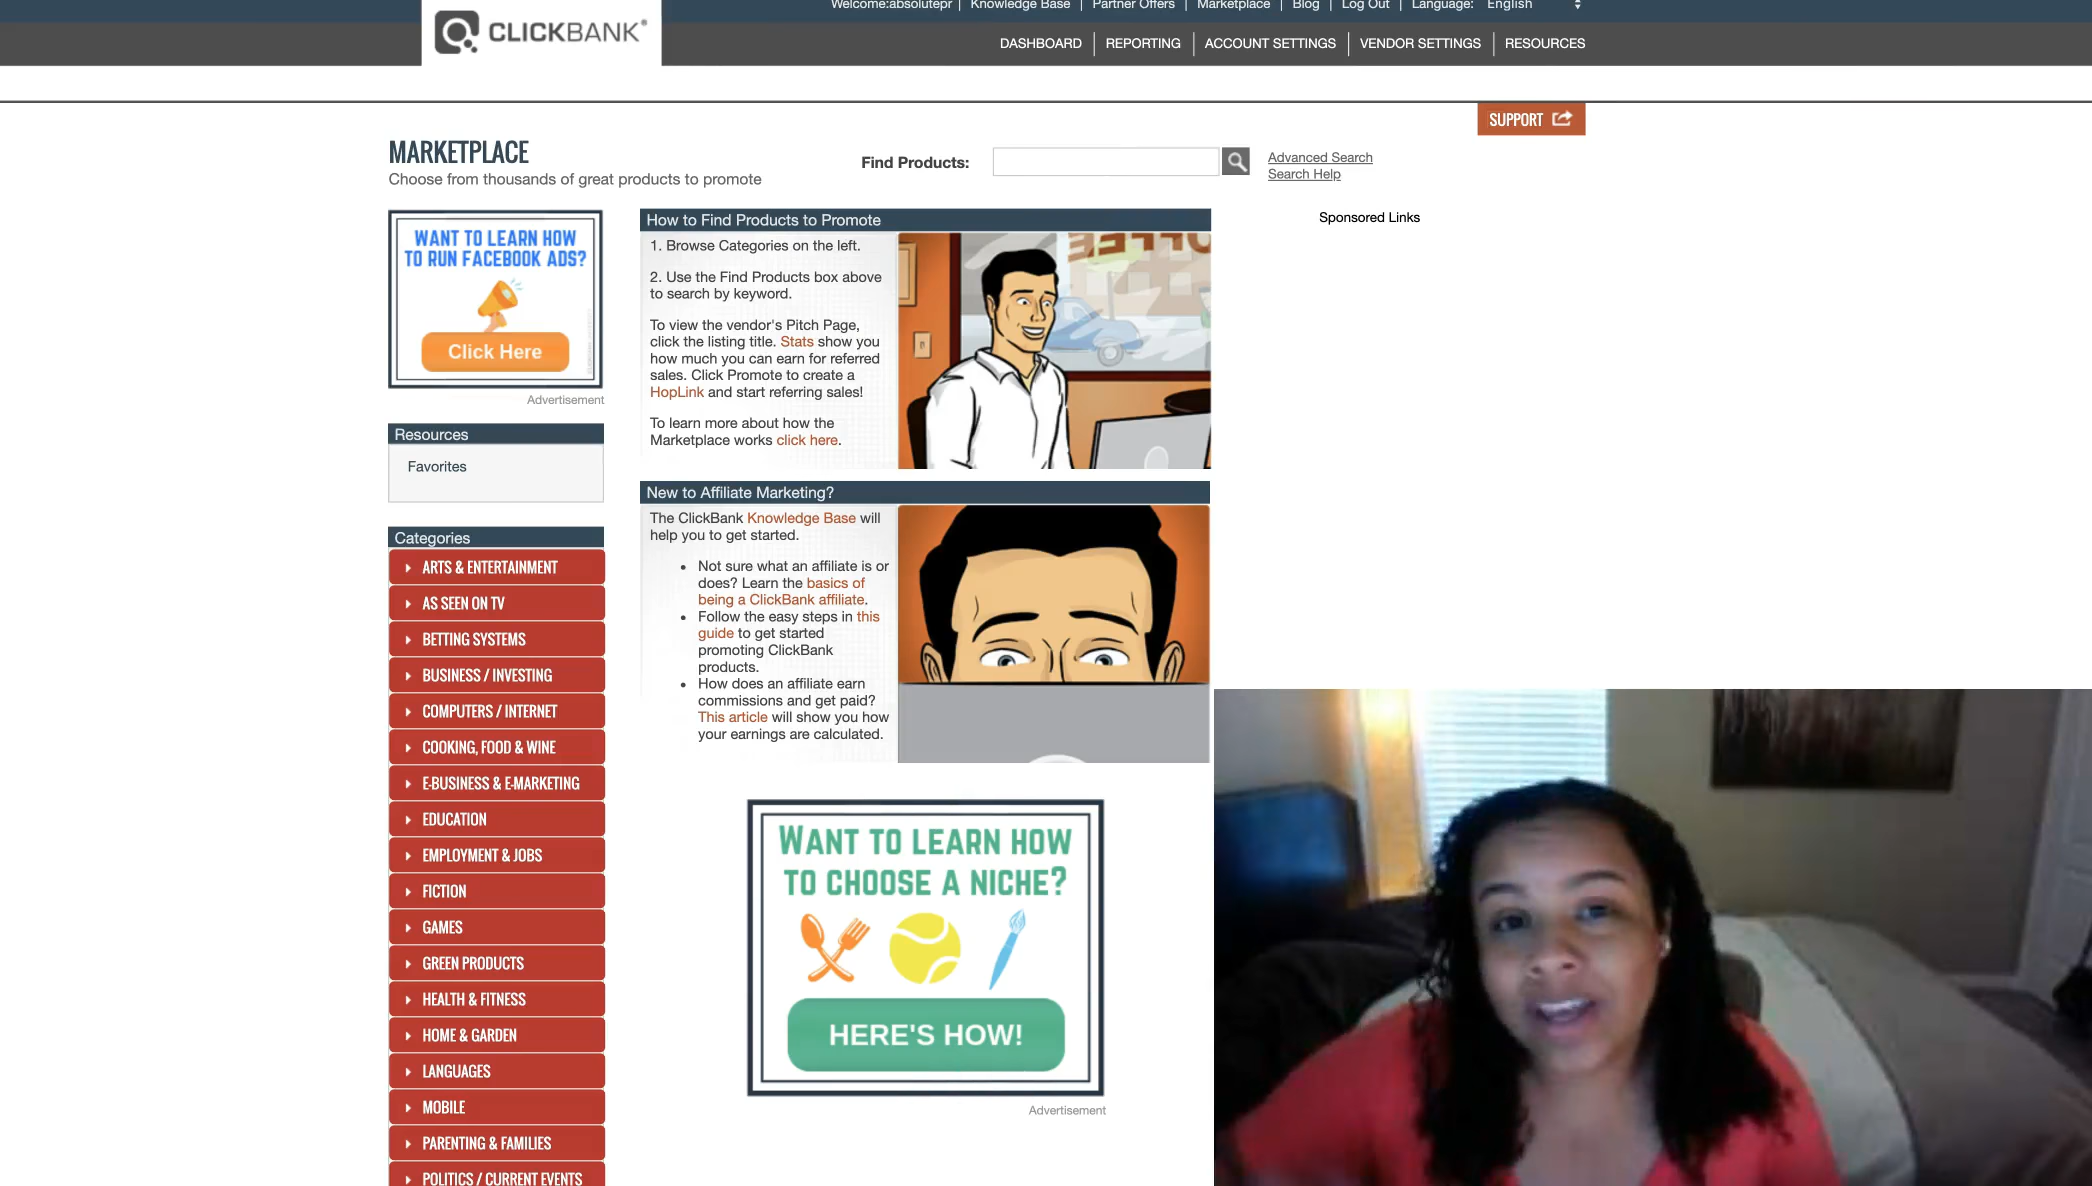 Welcome:absolutepr | Knowledge Base | Partner Offers | Marketplace | Blog | Log Out | Language: English
CLICKBANK®
DASHBOARD | REPORTING | ACCOUNT SETTINGS | VENDOR SETTINGS | RESOURCES
SUPPORT
MARKETPLACE
Choose from thousands of great products to promote
Find Products:
Advanced Search
Search Help
WANT TO LEARN HOW
TO RUN FACEBOOK ADS?
Click Here
Advertisement
Resources
Favorites
Categories
ARTS & ENTERTAINMENT
AS SEEN ON TV
BETTING SYSTEMS
BUSINESS / INVESTING
COMPUTERS / INTERNET
COOKING, FOOD & WINE
E-BUSINESS & E-MARKETING
EDUCATION
EMPLOYMENT & JOBS
FICTION
GAMES
GREEN PRODUCTS
HEALTH & FITNESS
HOME & GARDEN
LANGUAGES
MOBILE
PARENTING & FAMILIES
POLITICS / CURRENT EVENTS
How to Find Products to Promote
1. Browse Categories on the left.
2. Use the Find Products box above
to search by keyword.
To view the vendor's Pitch Page,
click the listing title. Stats show you
how much you can earn for referred
sales. Click Promote to create a
HopLink and start referring sales!
To learn more about how the
Marketplace works click here.
New to Affiliate Marketing?
The ClickBank Knowledge Base will
help you to get started.
• Not sure what an affiliate is or
does? Learn the basics of
being a ClickBank affiliate.
• Follow the easy steps in this
guide to get started
promoting ClickBank
products.
• How does an affiliate earn
commissions and get paid?
This article will show you how
your earnings are calculated.
WANT TO LEARN HOW
TO CHOOSE A NICHE?
HERE'S HOW!
Advertisement
Sponsored Links